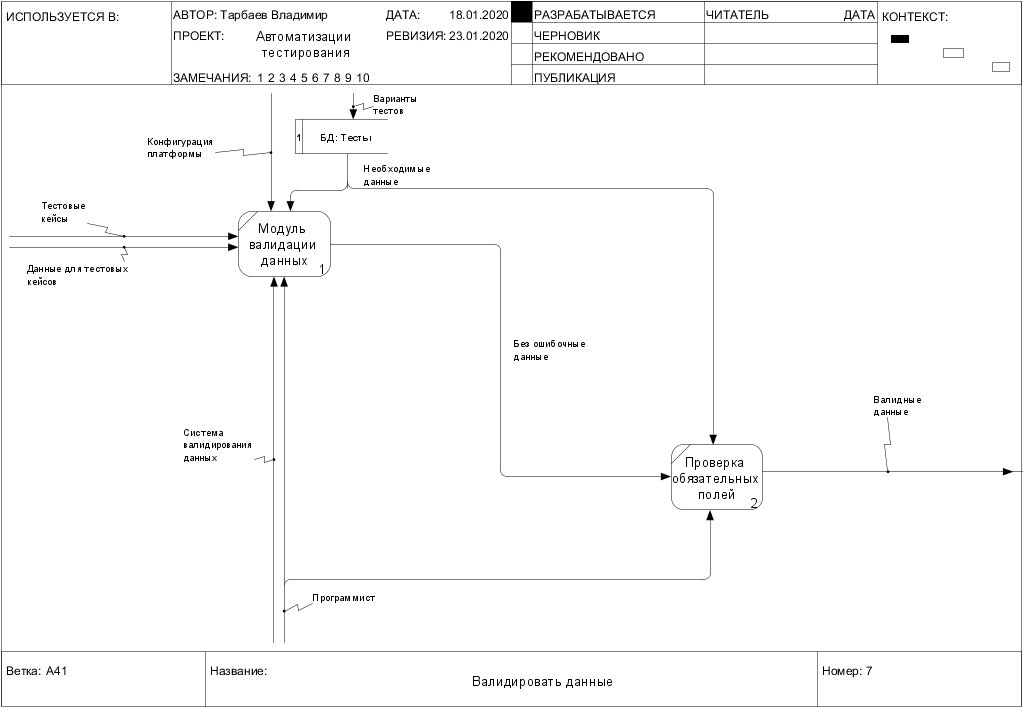 ИСПОЛЬЗУЕТСЯ В:
АВТОР: Тарбаев Владимир
ДАТА: 18.01.2020
РАЗРАБАТЫВАЕТСЯ
ЧИТАТЕЛЬ
ДАТА
КОНТЕКСТ:
ПРОЕКТ: Автоматизации
тестирования
РЕВИЗИЯ: 23.01.2020
ЧЕРНОВИК
РЕКОМЕНДОВАНО
ЗАМЕЧАНИЯ: 1 2 3 4 5 6 7 8 9 10
ПУБЛИКАЦИЯ
Варианты
тестов
1
БД: Тесты
Конфигурация
платформы
Необходимые
данные
Тестовые
кейсы
Модуль
валидации
данных
1
Данные для тестовых
кейсов
Без ошибочные
данные
Валидные
данные
Система
валидирования
данных
Проверка
обязательных
полей
2
Программист
Ветка: A41
Название:
Валидировать данные
Номер: 7